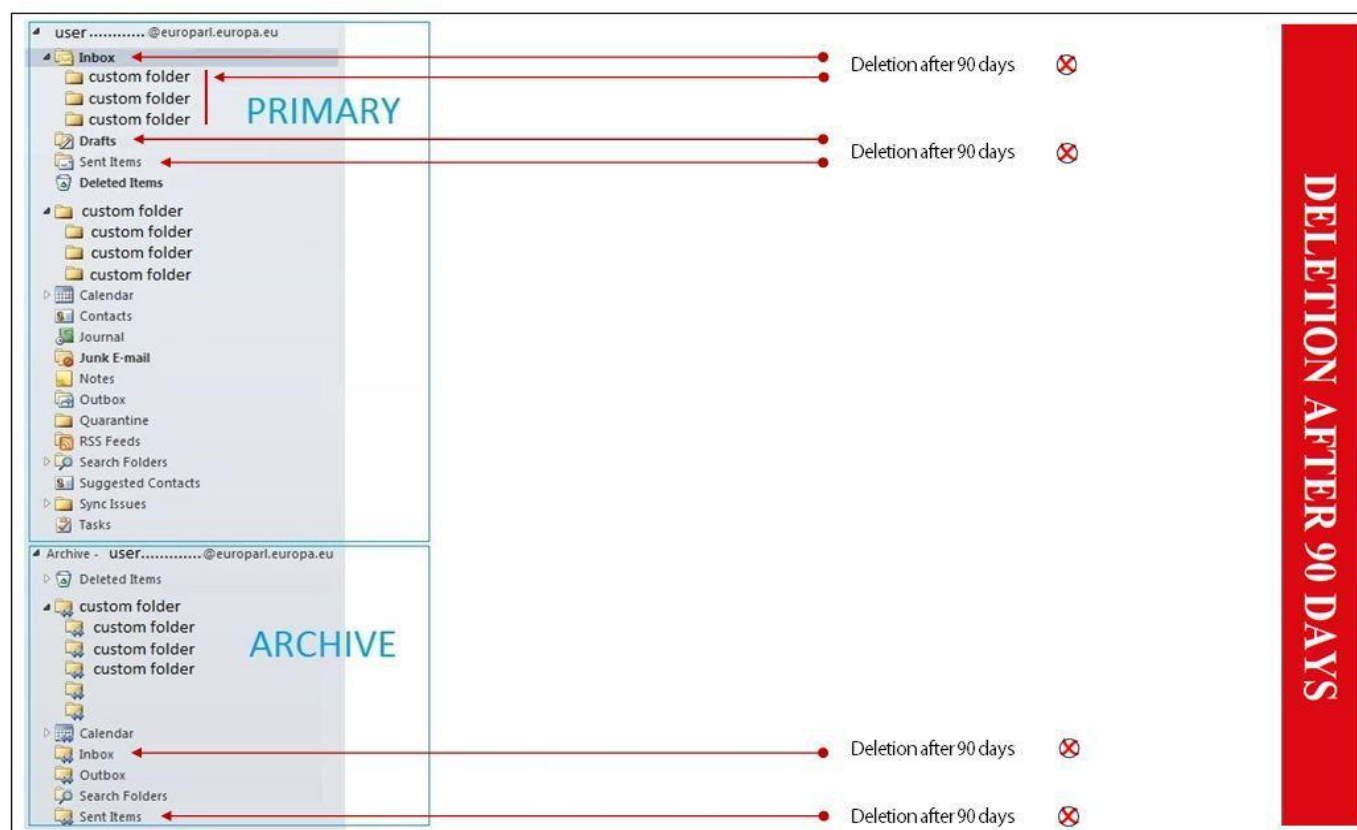 user ............ @europarl.europa.eu
Inbox
custom folder
custom folder
custom folder
PRIMARY
Drafts
Sent Items
Deleted Items
custom folder
custom folder
custom folder
custom folder
Calendar
Contacts
Journal
Junk E-mail
Notes
Outbox
Quarantine
RSS Feeds
Search Folders
Suggested Contacts
Sync Issues
Tasks
Archive - user.............@europarl.europa.eu
Deleted Items
custom folder
custom folder
custom folder
custom folder
ARCHIVE
Calendar
Inbox
Outbox
Search Folders
Sent Items
Deletion after 90 days
Deletion after 90 days
Deletion after 90 days
Deletion after 90 days
DELETION AFTER 90 DAYS